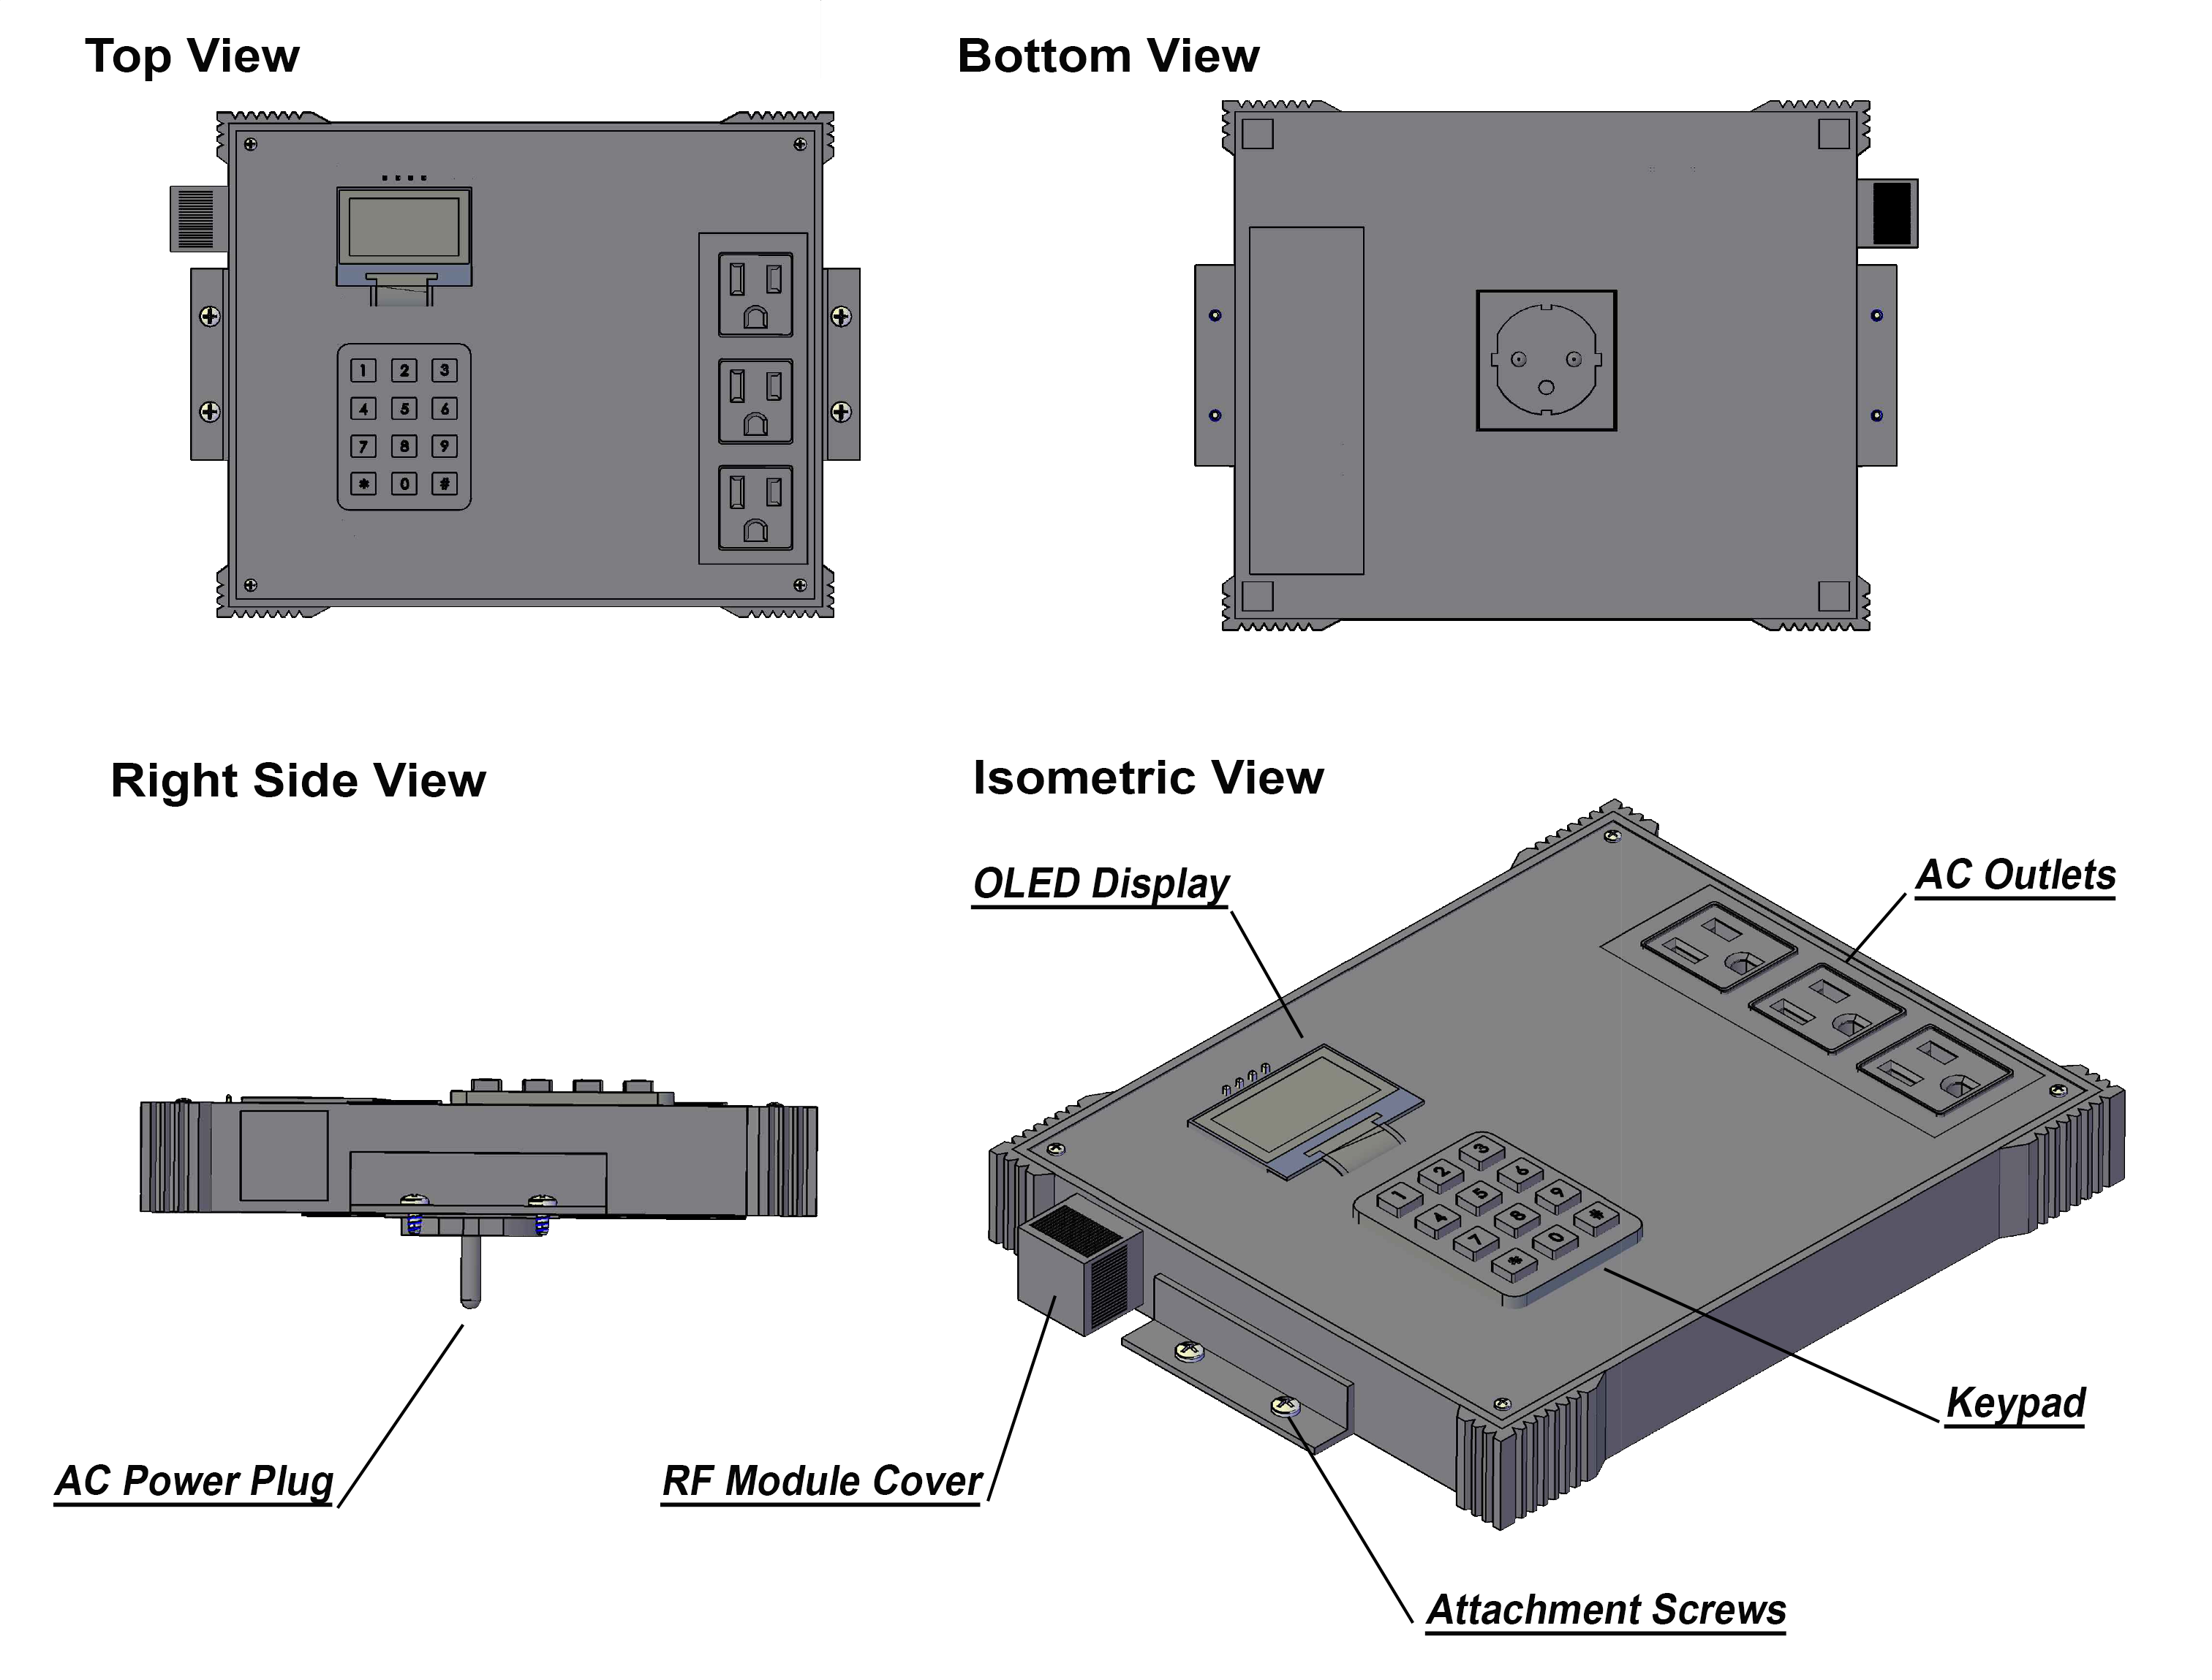 Top View
Bottom View
1 2 3
4 5 6
7 8 9
* 0 #
Right Side View
Isometric View
OLED Display
AC Outlets
1 2 3
4 5 6
7 8 9
* 0 #
Keypad
AC Power Plug
RF Module Cover
Attachment Screws